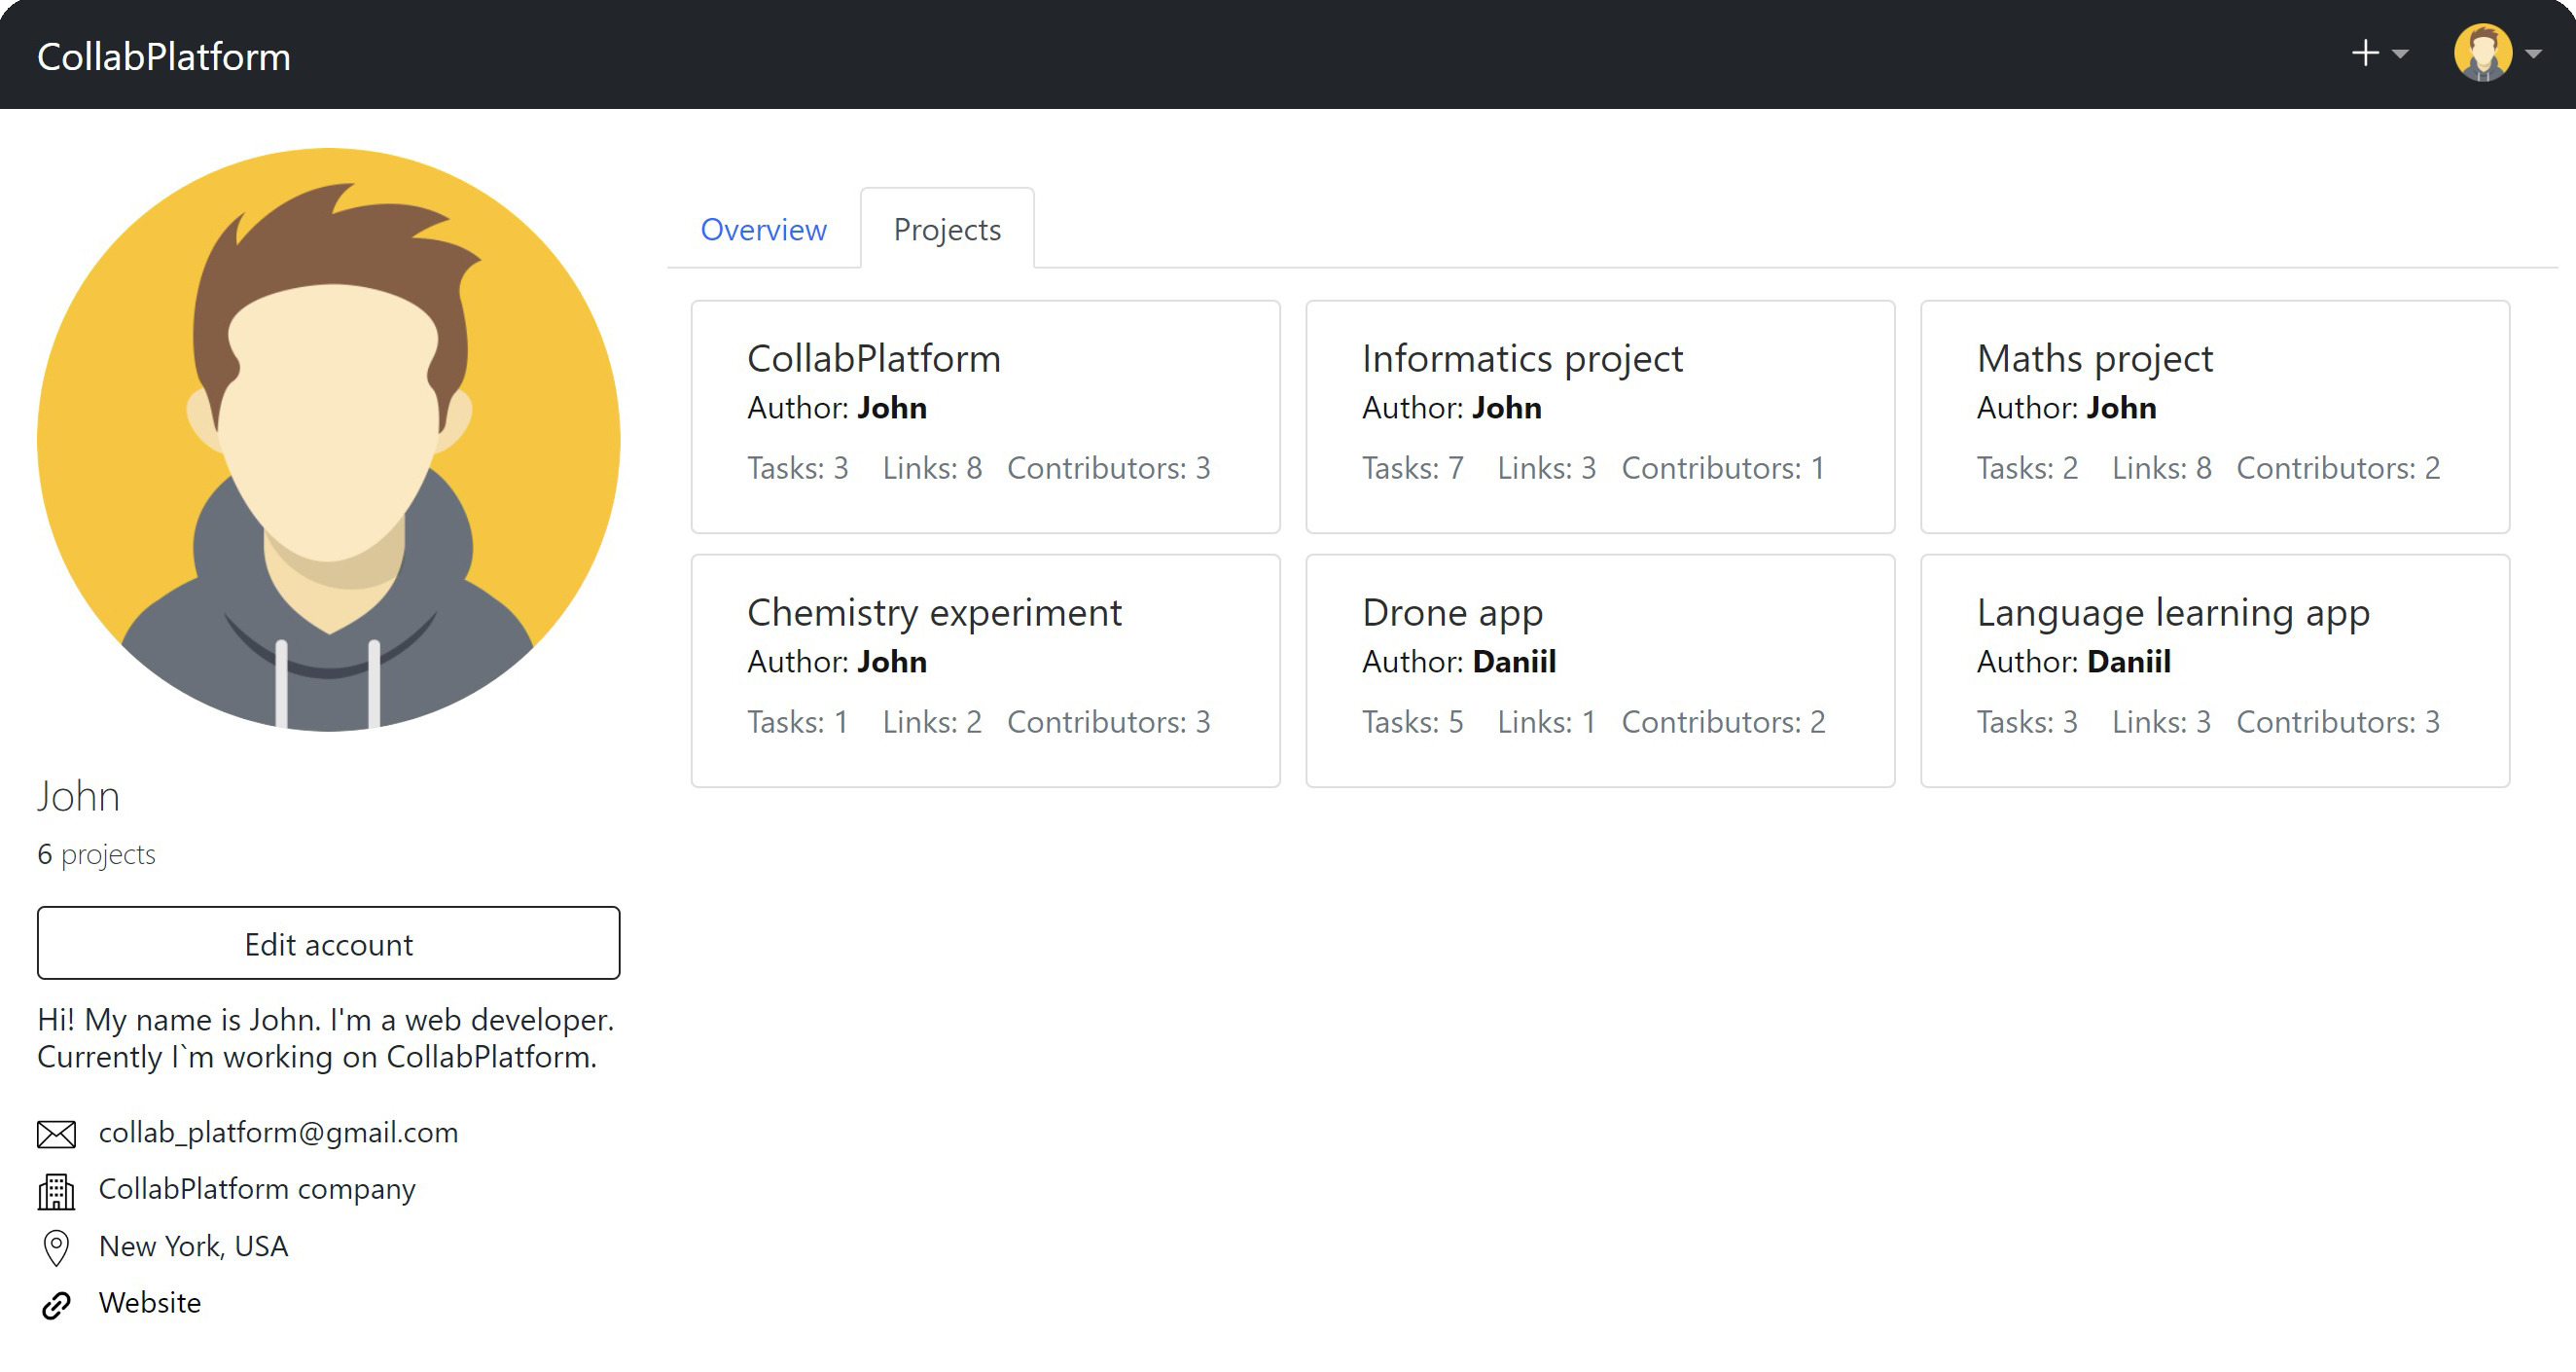 CollabPlatform
Overview
Projects
CollabPlatform
Author: John
Tasks: 3 Links: 8 Contributors: 3
Informatics project
Author: John
Tasks: 7 Links: 3 Contributors: 1
Maths project
Author: John
Tasks: 2 Links: 8 Contributors: 2
Chemistry experiment
Author: John
Tasks: 1 Links: 2 Contributors: 3
Drone app
Author: Daniil
Tasks: 5 Links: 1 Contributors: 2
Language learning app
Author: Daniil
Tasks: 3 Links: 3 Contributors: 3
John
6 projects
Edit account
Hi! My name is John. I'm a web developer.
Currently I`m working on CollabPlatform.
collab_platform@gmail.com
CollabPlatform company
New York, USA
Website